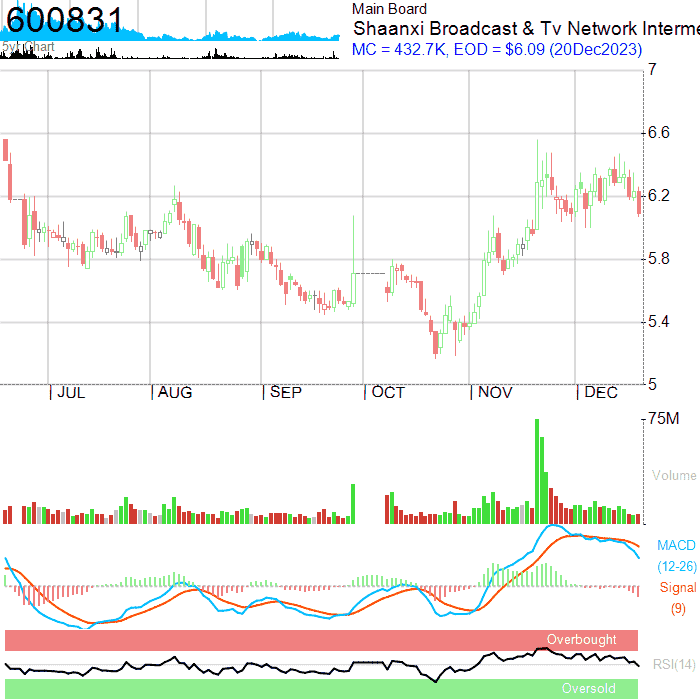 600831
5yr Chart
Main Board
Shaanxi Broadcast & Tv Network Interme
MC = 432.7K, EOD = $6.09 (20Dec2023)
7
6.6
6.2
5.8
5.4
5
JUL AUG SEP OCT NOV DEC
75M
Volume
MACD
(12-26)
Signal
(9)
Overbought
RSI(14)
Oversold